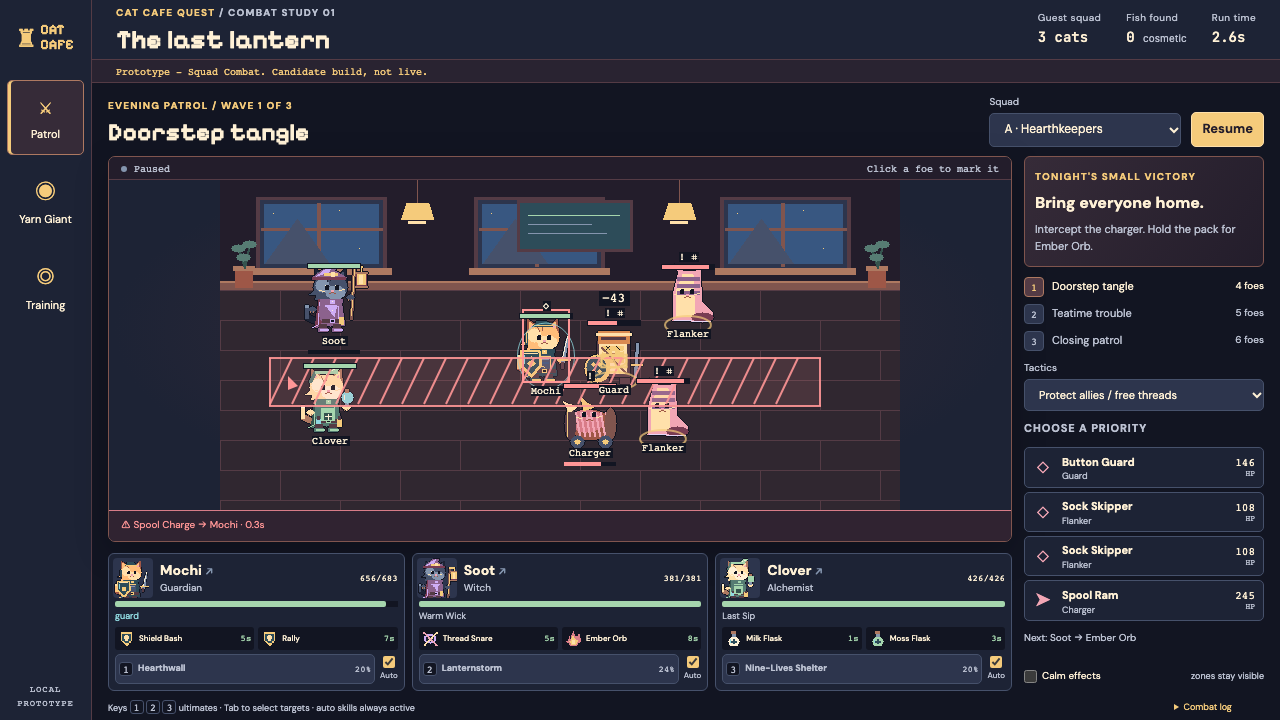 CAT CAFE
CAT CAFE QUEST / COMBAT STUDY 01
The last lantern
Guest squad
3 cats
Fish found
0 cosmetic
Run time
2.6s
Prototype — Squad Combat. Candidate build, not live.
Patrol
Yarn Giant
Training
LOCAL PROTOTYPE
EVENING PATROL / WAVE 1 OF 3
Doorstep tangle
Squad
A · Hearthkeepers
Resume
Paused
Click a foe to mark it
! #
-43
! #
Flanker
Soot
! #
Mochi
!
Guard
Clover
Charger
Flanker
⚠ Spool Charge → Mochi · 0.3s
TONIGHT'S SMALL VICTORY
Bring everyone home.
Intercept the charger. Hold the pack for
Ember Orb.
1 Doorstep tangle 4 foes
2 Teatime trouble 5 foes
3 Closing patrol 6 foes
Tactics
Protect allies / free threads
CHOOSE A PRIORITY
Button Guard 146
Guard HP
Sock Skipper 108
Flanker HP
Sock Skipper 108
Flanker HP
Spool Ram 245
Charger HP
Next: Soot → Ember Orb
Calm effects zones stay visible
Combat log
Mochi ↗
Guardian
656/683
guard
Shield Bash 5s
Rally 7s
1 Hearthwall 20%
Auto
Soot ↗
Witch
381/381
Warm Wick
Thread Snare 5s
Ember Orb 8s
2 Lanternstorm 24%
Auto
Clover ↗
Alchemist
426/426
Last Sip
Milk Flask 1s
Moss Flask 3s
3 Nine-Lives Shelter 20%
Auto
Keys 1 2 3 ultimates · Tab to select targets · auto skills always active